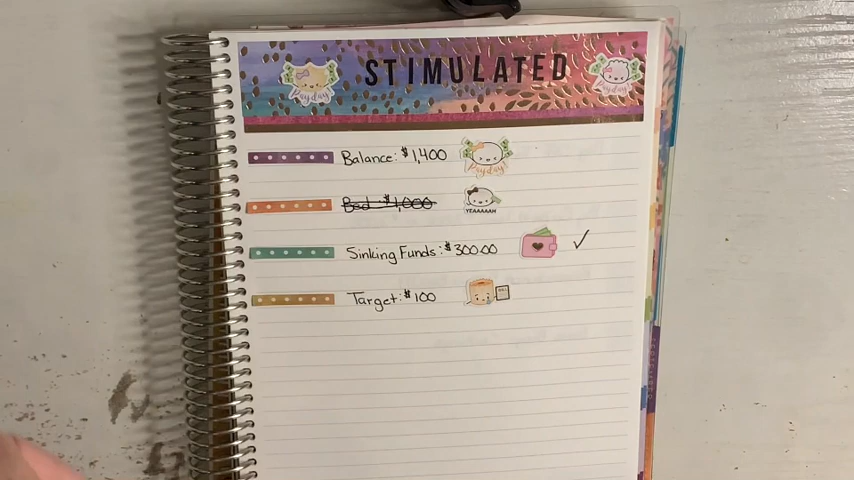 Payday STIMULATED Payday
Balance: $1,400 Payday!
Bed: $1,000 YEAAAAAH
Sinking Funds: $300.00 ✓
Target: $100